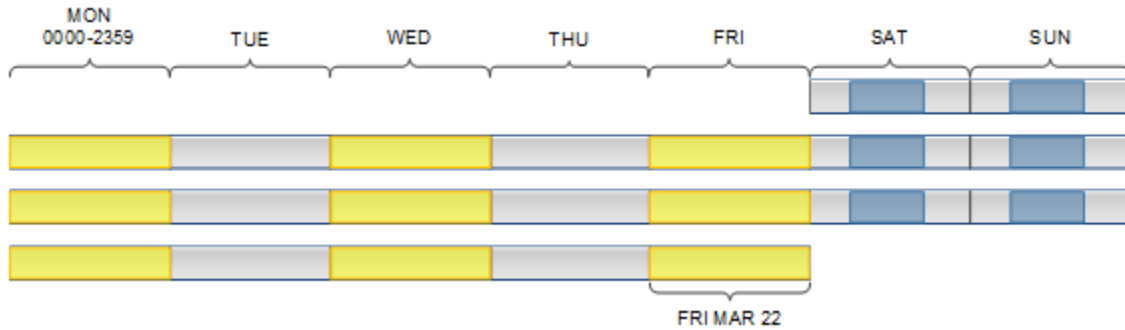 MON
0000-2359
TUE
WED
THU
FRI
SAT
SUN
FRI MAR 22